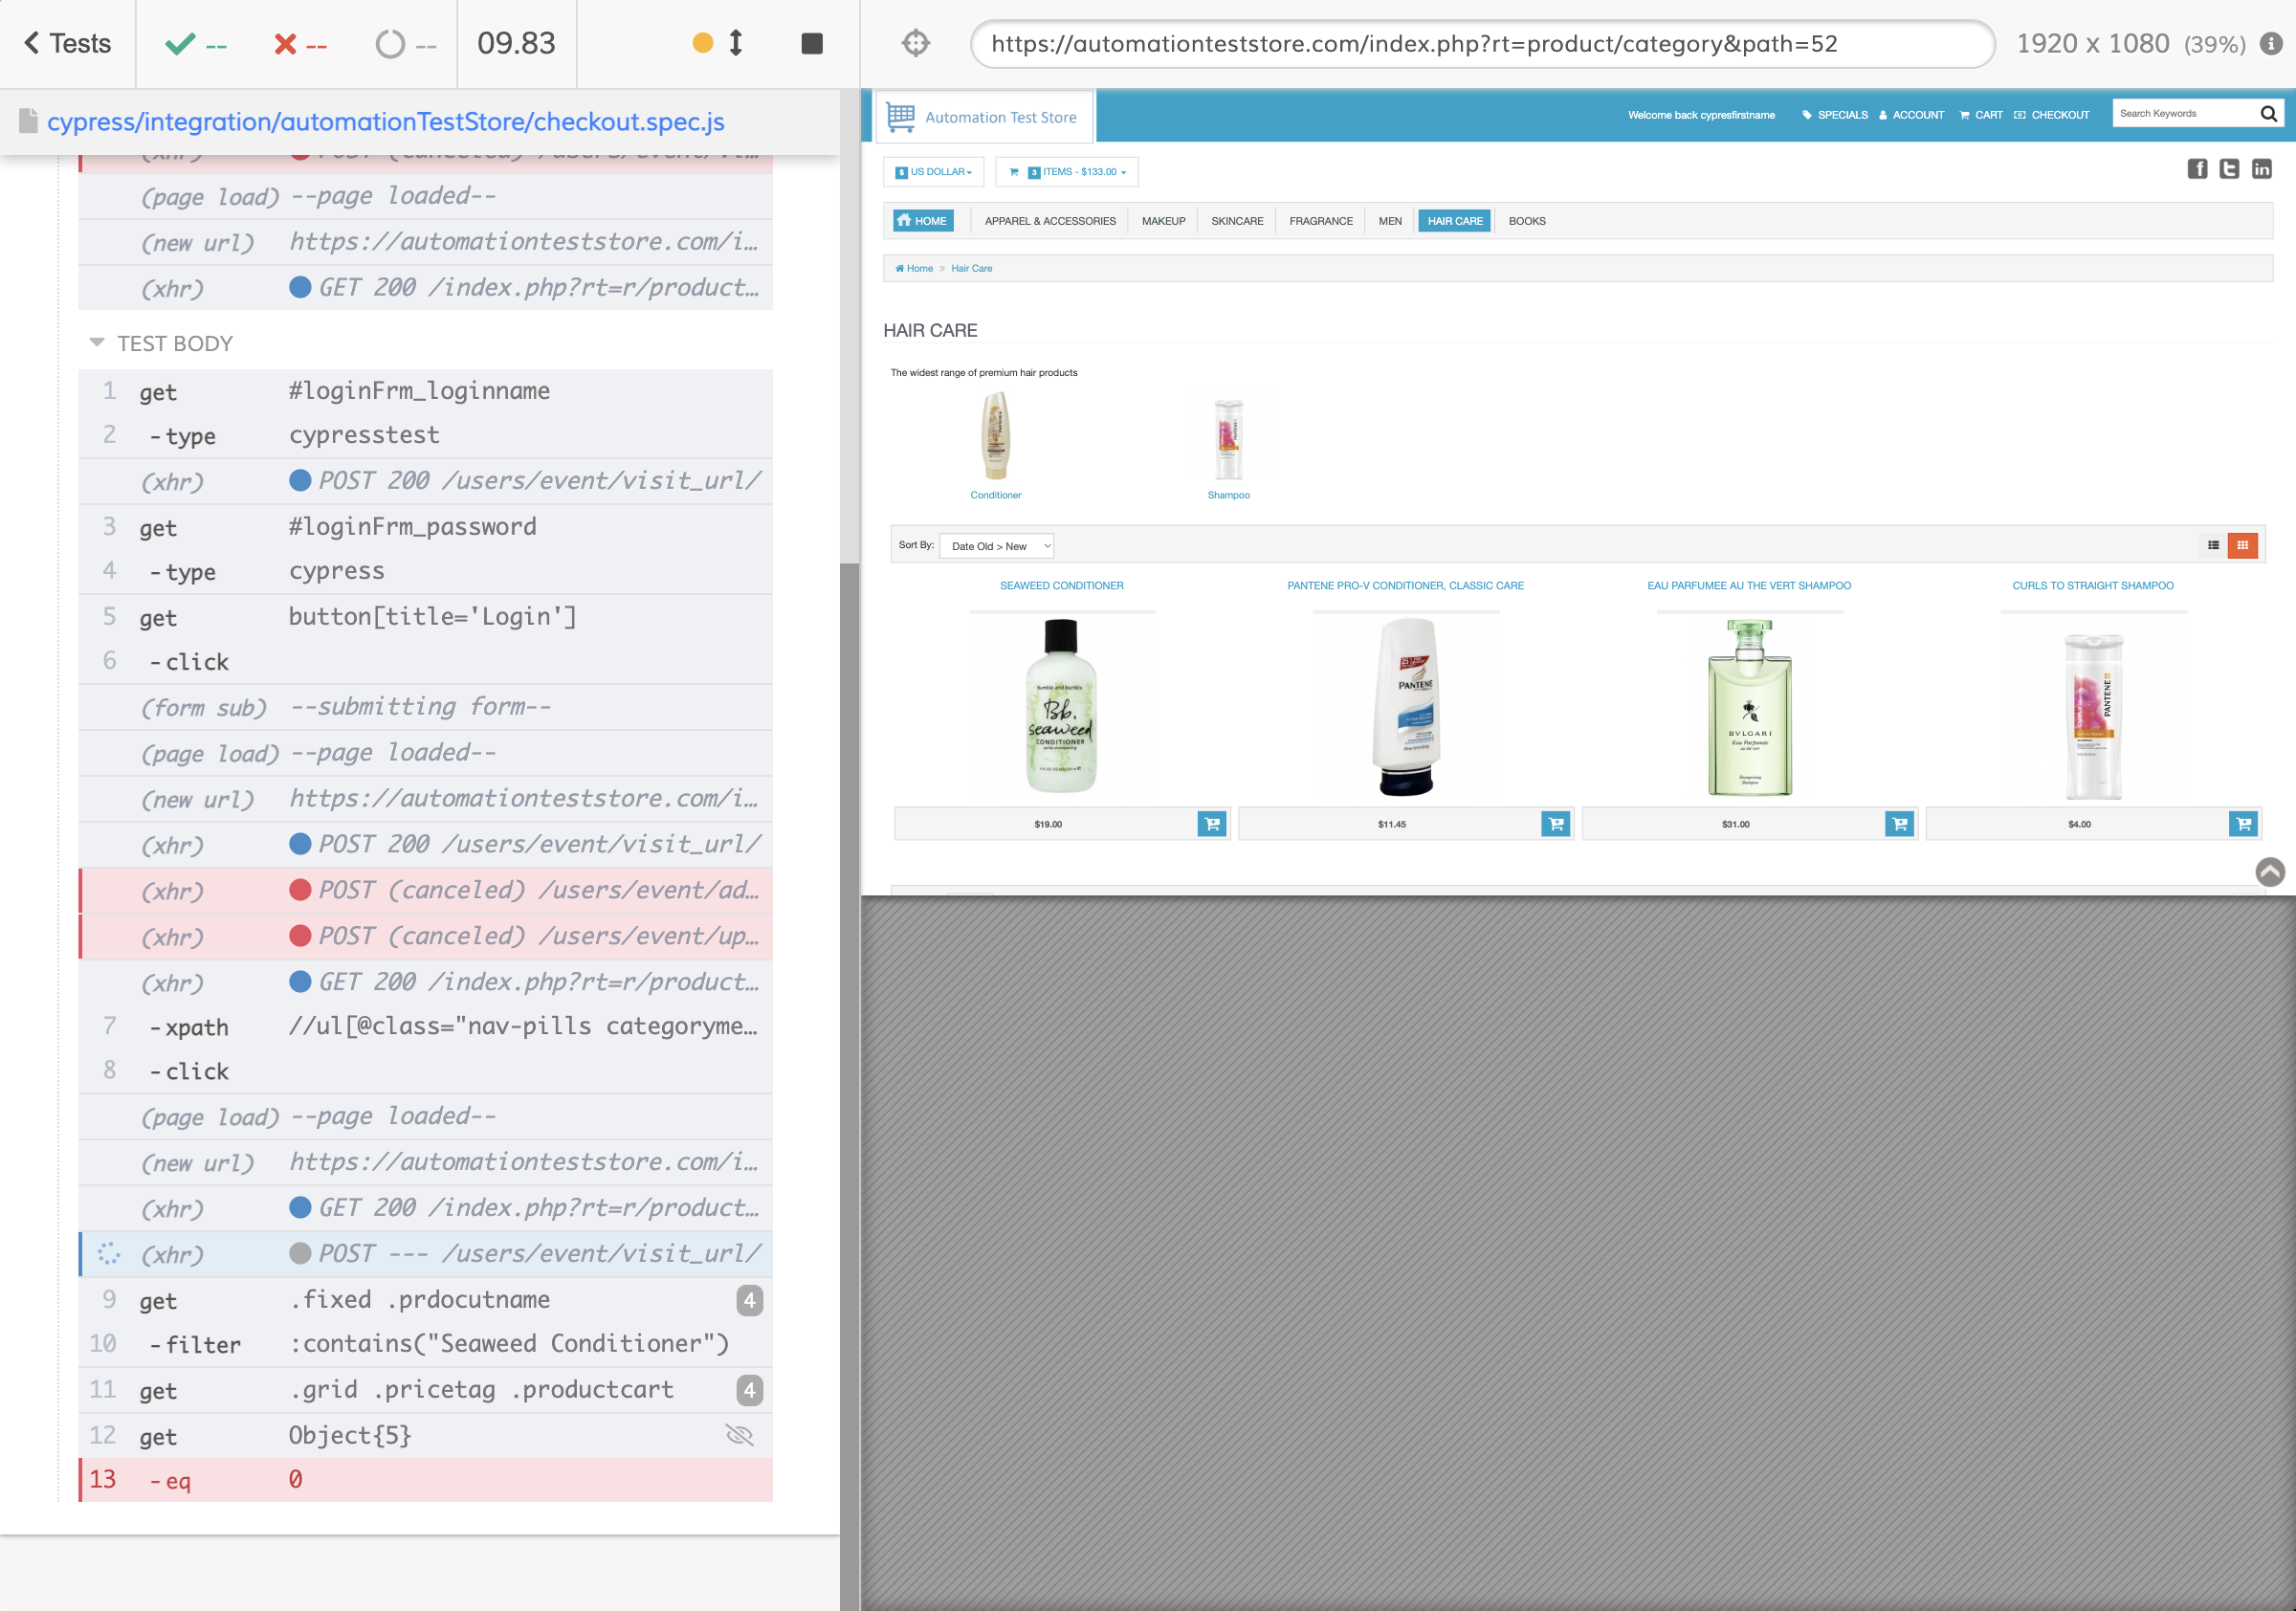 Tests
--
--
--
09.83
https://automationteststore.com/index.php?rt=product/category&path=52
1920 x 1080 (39%)
cypress/integration/automationTestStore/checkout.spec.js
(page load) --page loaded--
(new url) https://automationteststore.com/i…
(xhr) GET 200 /index.php?rt=r/product…
TEST BODY
1 get #loginFrm_loginname
2 -type cypresstest
(xhr) POST 200 /users/event/visit_url/
3 get #loginFrm_password
4 -type cypress
5 get button[title='Login']
6 -click
(form sub) --submitting form--
(page load) --page loaded--
(new url) https://automationteststore.com/i…
(xhr) POST 200 /users/event/visit_url/
(xhr) POST (canceled) /users/event/ad…
(xhr) POST (canceled) /users/event/up…
(xhr) GET 200 /index.php?rt=r/product…
7 -xpath //ul[@class="nav-pills categoryme…
8 -click
(page load) --page loaded--
(new url) https://automationteststore.com/i…
(xhr) GET 200 /index.php?rt=r/product…
(xhr) POST --- /users/event/visit_url/
9 get .fixed .prdocutname 4
10 -filter :contains("Seaweed Conditioner")
11 get .grid .pricetag .productcart 4
12 get Object{5}
13 -eq 0
Automation Test Store
Welcome back cypresfirstname SPECIALS ACCOUNT CART CHECKOUT Search Keywords
$ US DOLLAR 3 ITEMS - $133.00
HOME APPAREL & ACCESSORIES MAKEUP SKINCARE FRAGRANCE MEN HAIR CARE BOOKS
Home » Hair Care
HAIR CARE
The widest range of premium hair products
Conditioner Shampoo
Sort By: Date Old > New
SEAWEED CONDITIONER PANTENE PRO-V CONDITIONER, CLASSIC CARE EAU PARFUMEE AU THE VERT SHAMPOO CURLS TO STRAIGHT SHAMPOO
Bb.
seaweed
CONDITIONER
PANTENE
BVLGARI
Eau Parfumée
PANTENE
$19.00 $11.45 $31.00 $4.00